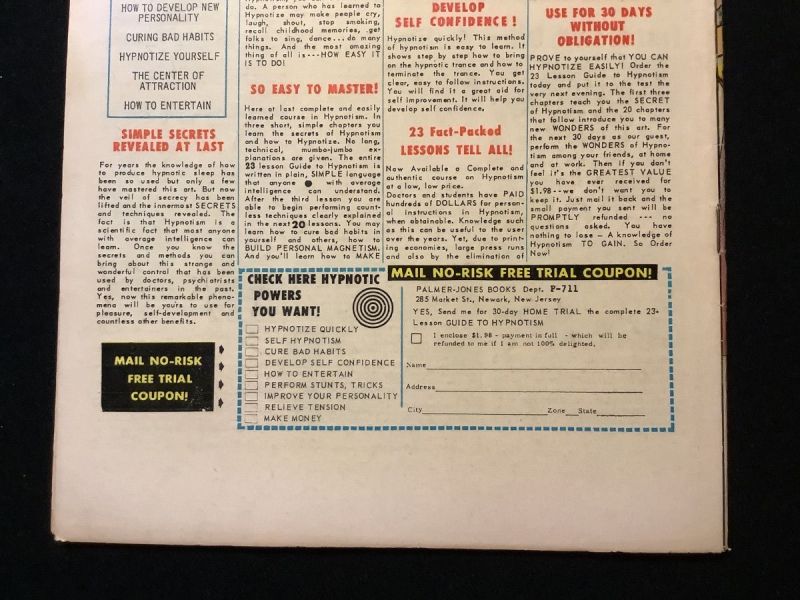 HOW TO DEVELOP NEW
PERSONALITY
CURING BAD HABITS
HYPNOTIZE YOURSELF
THE CENTER OF
ATTRACTION
HOW TO ENTERTAIN
SIMPLE SECRETS
REVEALED AT LAST
For years the knowledge of how
to produce hypnotic sleep has
been so used but only a few
have mastered this art. But now
the veil of secrecy has been
lifted and the innermost SECRETS
and techniques revealed. The
fact is that Hypnotism is a
scientific fact that most anyone
with average intelligence can
learn. Once you know the
secrets and methods you can
bring about this strange and
wonderful control that has been
used by doctors, psychiatrists
and entertainers in the past.
Yes, now this remarkable pheno-
mena will be yours to use for
pleasure, self-development and
countless other benefits.
MAIL NO-RISK
FREE TRIAL
COUPON!
do. A person who has learned to
Hypnotize may make people cry,
laugh, shout, stop smoking,
recall childhood memories, get
folks to sing, dance...do many
things. And the most amazing
thing of all is---HOW EASY IT
IS TO DO!
SO EASY TO MASTER!
Here at last complete and easily
learned course in Hypnotism. In
three short, simple chapters you
learn the secrets of Hypnotism
and how to Hypnotize. No long,
technical, mumbo-jumbo ex-
planations are given. The entire
23 lesson Guide to Hypnotism is
written in plain, SIMPLE language
that anyone with average
intelligence can understand.
After the third lesson you are
able to begin performing count-
less techniques clearly explained
in the next 20 lessons. You may
learn how to cure bad habits in
yourself and others, how to
BUILD PERSONAL MAGNETISM.
And you'll learn how to MAKE
DEVELOP
SELF CONFIDENCE!
Hypnotize quickly! This method
of hypnotism is easy to learn. It
shows step by step how to bring
on the hypnotic trance and how to
terminate the trance. You get
clear, easy to follow instructions.
You will find it a great aid for
self improvement. It will help you
develop self confidence.
23 Fact-Packed
LESSONS TELL ALL!
Now Available a Complete and
authentic course on Hypnotism
at a low, low price.
Doctors and students have PAID
hundreds of DOLLARS for person-
al instructions in Hypnotism,
when obtainable. Knowledge such
as this can be useful to the user
over the years. Yet, due to print-
ing economies, large press runs
and also by the elimination of
USE FOR 30 DAYS
WITHOUT
OBLIGATION!
PROVE to yourself that YOU CAN
HYPNOTIZE EASILY! Order the
23 Lesson Guide to Hypnotism
today and put it to the test the
very next evening. The first three
chapters teach you the SECRET
of Hypnotism and the 20 chapters
that follow introduce you to many
new WONDERS of this art. For
the next 30 days as our guest,
perform the WONDERS of Hypno-
tism among your friends, at home
and at work. Then if you don't
feel it's the GREATEST VALUE
you have ever received for
$1.98--we don't want you to
keep it. Just mail it back and the
small payment you sent will be
PROMPTLY refunded --- no
questions asked. You have
nothing to lose — A knowledge of
Hypnotism TO GAIN. So Order
Now!
CHECK HERE HYPNOTIC
POWERS
YOU WANT!
HYPNOTIZE QUICKLY
SELF HYPNOTISM
CURE BAD HABITS
DEVELOP SELF CONFIDENCE
HOW TO ENTERTAIN
PERFORM STUNTS, TRICKS
IMPROVE YOUR PERSONALITY
RELIEVE TENSION
MAKE MONEY
MAIL NO-RISK FREE TRIAL COUPON!
PALMER-JONES BOOKS Dept. P-711
285 Market St., Newark, New Jersey
YES, Send me for 30-day HOME TRIAL the complete 23-
Lesson GUIDE TO HYPNOTISM
I enclose $1.98 - payment in full - which will be
refunded to me if I am not 100% delighted.
Name
Address
City Zone State